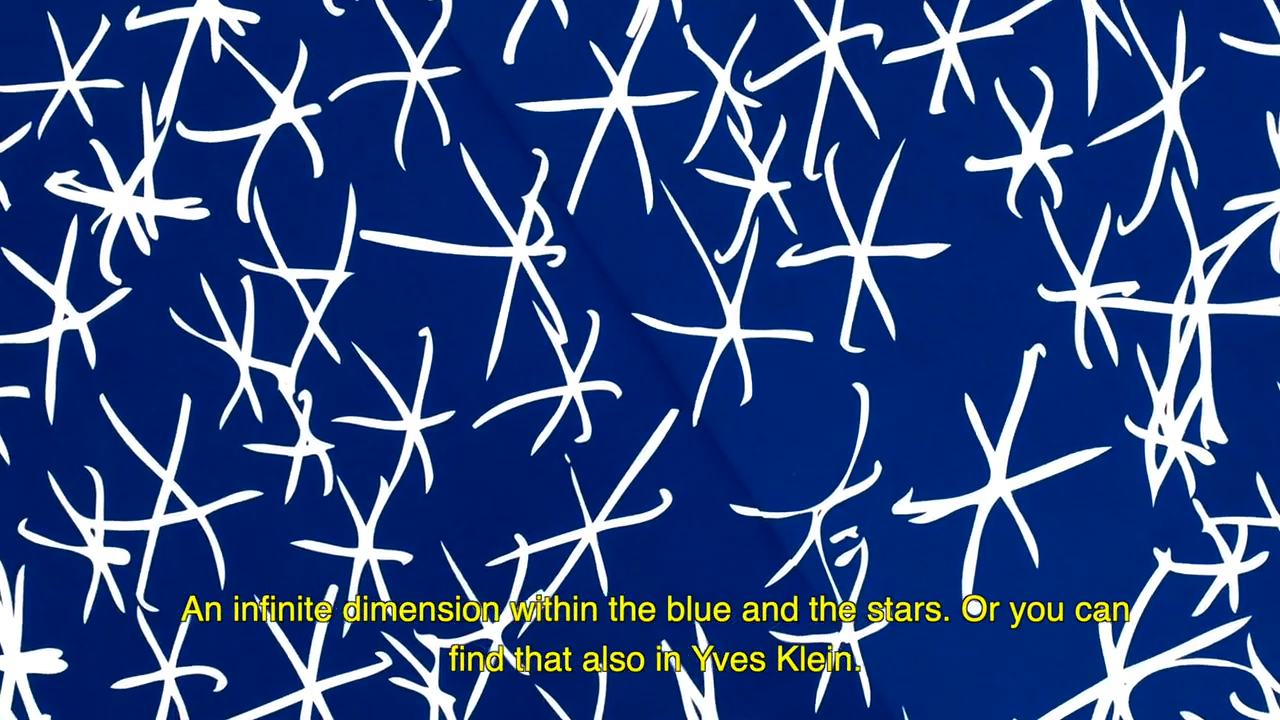 An infinite dimension within the blue and the stars. Or you can
find that also in Yves Klein.